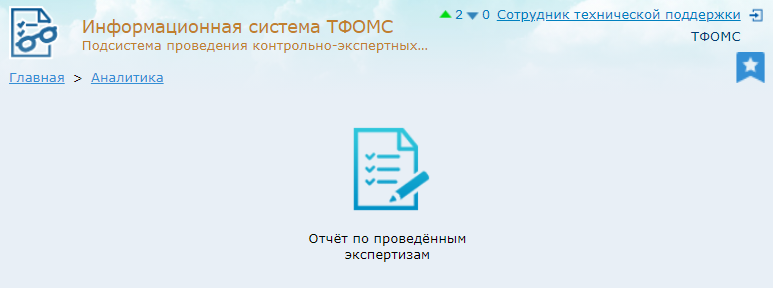 Информационная система ТФОМС
Подсистема проведения контрольно-экспертных...
2 0 Сотрудник технической поддержки
ТФОМС
Главная > Аналитика
Отчёт по проведённым
экспертизам